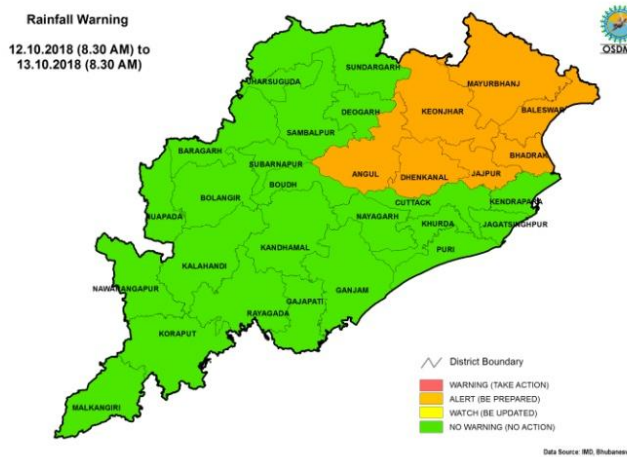 Rainfall Warning
12.10.2018 (8.30 AM) to
13.10.2018 (8.30 AM)
OSDM
SUNDARGARH
JHARSUGUDA
MAYURBHANJ
KEONJHAR
DEOGARH
BALESWAR
SAMBALPUR
BARAGARH
SUBARNAPUR
BHADRAK
ANGUL
DHENKANAL
JAJPUR
BOUDH
BOLANGIR
CUTTACK
KENDRAPARA
NUAPADA
NAYAGARH
KHURDA
JAGATSINGHPUR
KANDHAMAL
PURI
KALAHANDI
NAWARANGAPUR
GANJAM
GAJAPATI
RAYAGADA
KORAPUT
MALKANGIRI
District Boundary
WARNING (TAKE ACTION)
ALERT (BE PREPARED)
WATCH (BE UPDATED)
NO WARNING (NO ACTION)
Data Source: IMD, Bhubanesw